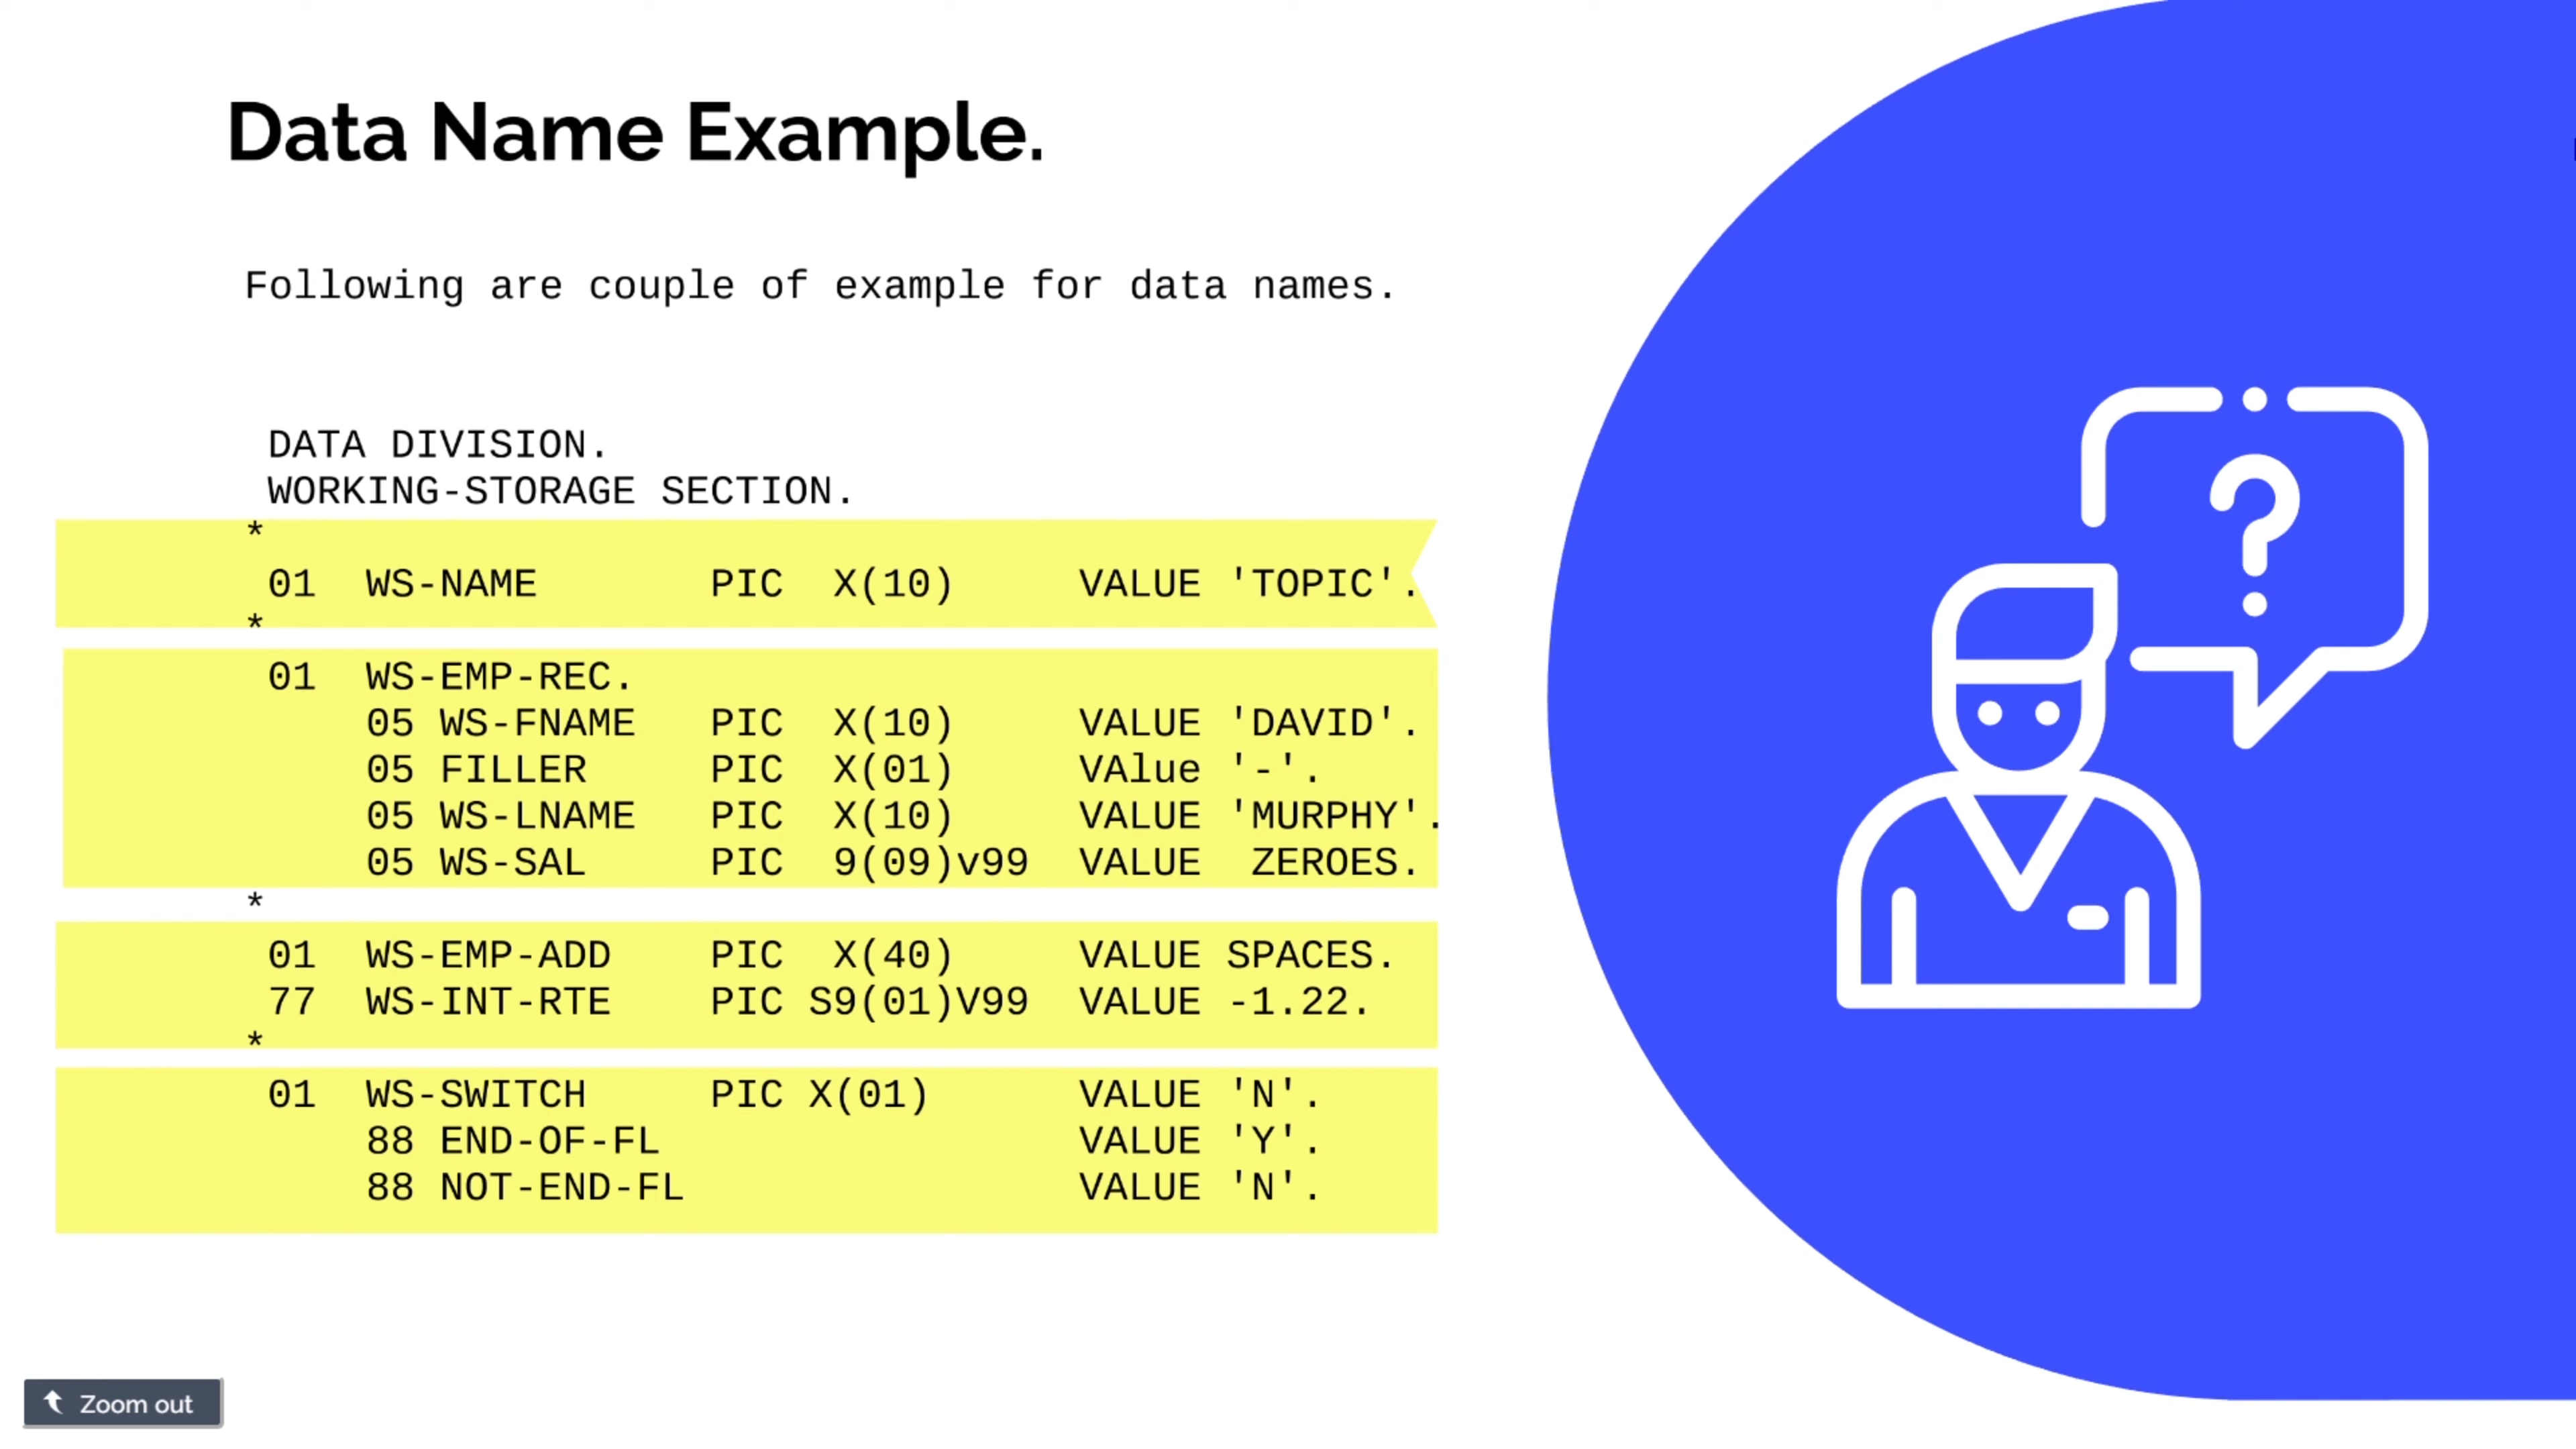 Data Name Example.
Following are couple of example for data names.
DATA DIVISION.
WORKING-STORAGE SECTION.
*
01  WS-NAME       PIC  X(10)     VALUE 'TOPIC'.
*
01  WS-EMP-REC.
    05 WS-FNAME   PIC  X(10)     VALUE 'DAVID'.
    05 FILLER     PIC  X(01)     VAlue '-'.
    05 WS-LNAME   PIC  X(10)     VALUE 'MURPHY'.
    05 WS-SAL     PIC  9(09)v99  VALUE  ZEROES.
*
01  WS-EMP-ADD    PIC  X(40)     VALUE SPACES.
77  WS-INT-RTE    PIC S9(01)V99  VALUE -1.22.
*
01  WS-SWITCH     PIC X(01)      VALUE 'N'.
    88 END-OF-FL                 VALUE 'Y'.
    88 NOT-END-FL                VALUE 'N'.
?
Zoom out